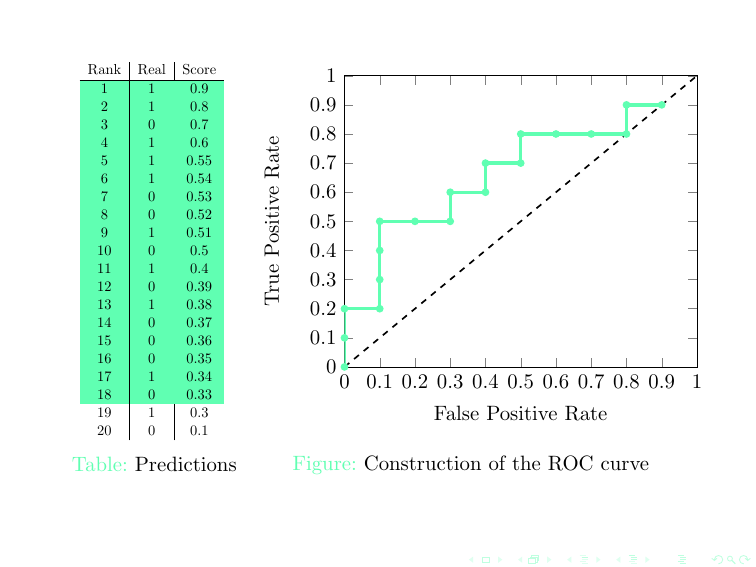 Rank Real Score
1 1 0.9
2 1 0.8
3 0 0.7
4 1 0.6
5 1 0.55
6 1 0.54
7 0 0.53
8 0 0.52
9 1 0.51
10 0 0.5
11 1 0.4
12 0 0.39
13 1 0.38
14 0 0.37
15 0 0.36
16 0 0.35
17 1 0.34
18 0 0.33
19 1 0.3
20 0 0.1
Table: Predictions
True Positive Rate
1
0.9
0.8
0.7
0.6
0.5
0.4
0.3
0.2
0.1
0
0 0.1 0.2 0.3 0.4 0.5 0.6 0.7 0.8 0.9 1
False Positive Rate
Figure: Construction of the ROC curve